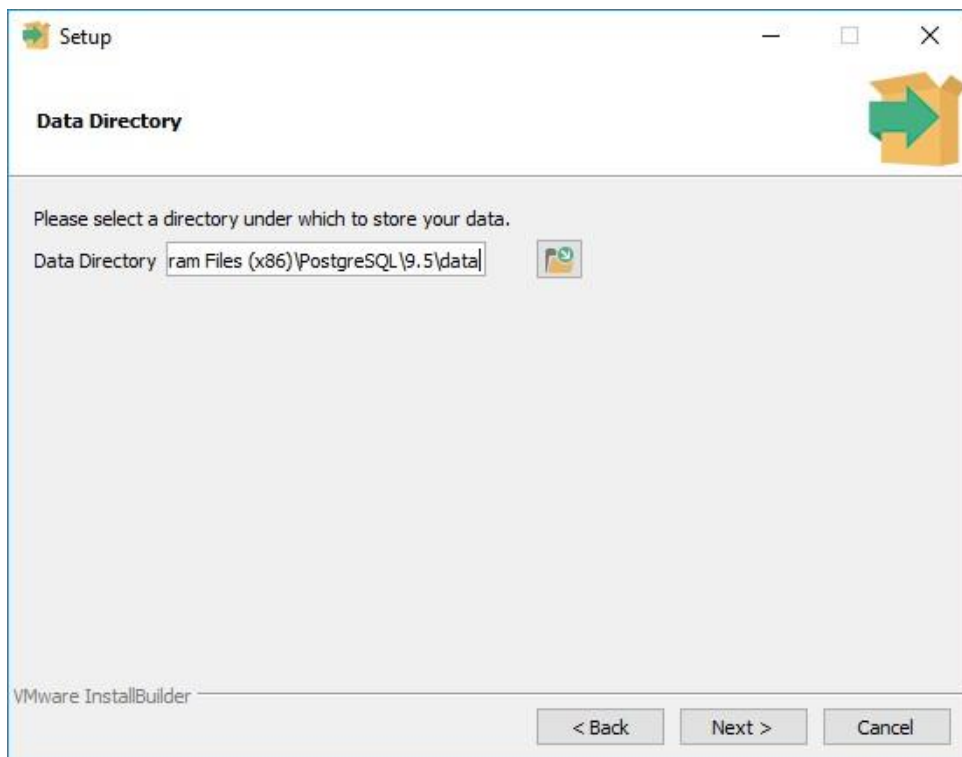 Setup
Data Directory
Please select a directory under which to store your data.
Data Directory ram Files (x86)\PostgreSQL\9.5\data
VMware InstallBuilder
< Back Next > Cancel